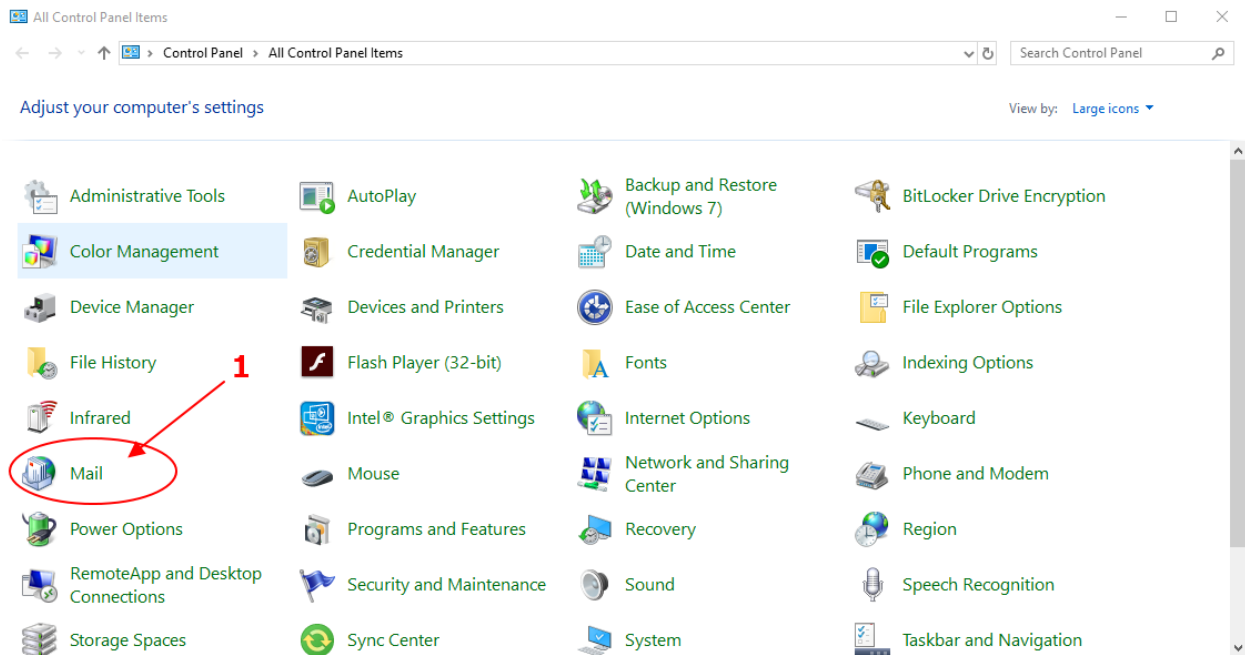 All Control Panel Items
Control Panel > All Control Panel Items
Search Control Panel
Adjust your computer's settings
View by: Large icons
Administrative Tools
AutoPlay
Backup and Restore
(Windows 7)
BitLocker Drive Encryption
Color Management
Credential Manager
Date and Time
Default Programs
Device Manager
Devices and Printers
Ease of Access Center
File Explorer Options
File History
1
Flash Player (32-bit)
Fonts
Indexing Options
Infrared
Intel® Graphics Settings
Internet Options
Keyboard
Mail
Mouse
Network and Sharing
Center
Phone and Modem
Power Options
Programs and Features
Recovery
Region
RemoteApp and Desktop
Connections
Security and Maintenance
Sound
Speech Recognition
Storage Spaces
Sync Center
System
Taskbar and Navigation